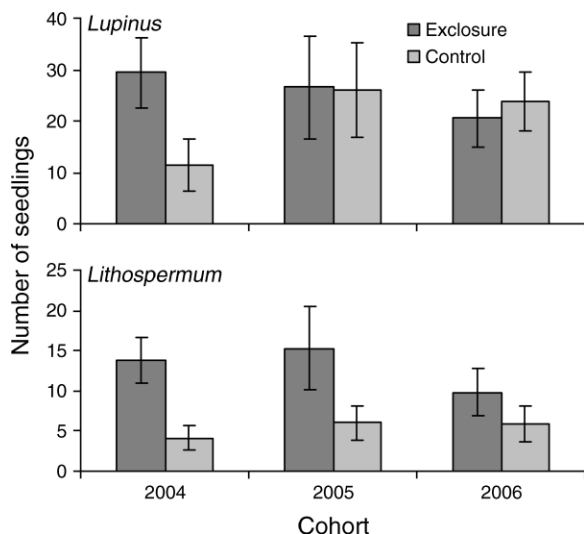 Lupinus
Exclosure
Control
40
30
20
10
0
Number of seedlings
Lithospermum
25
20
15
10
5
0
2004 2005 2006
Cohort